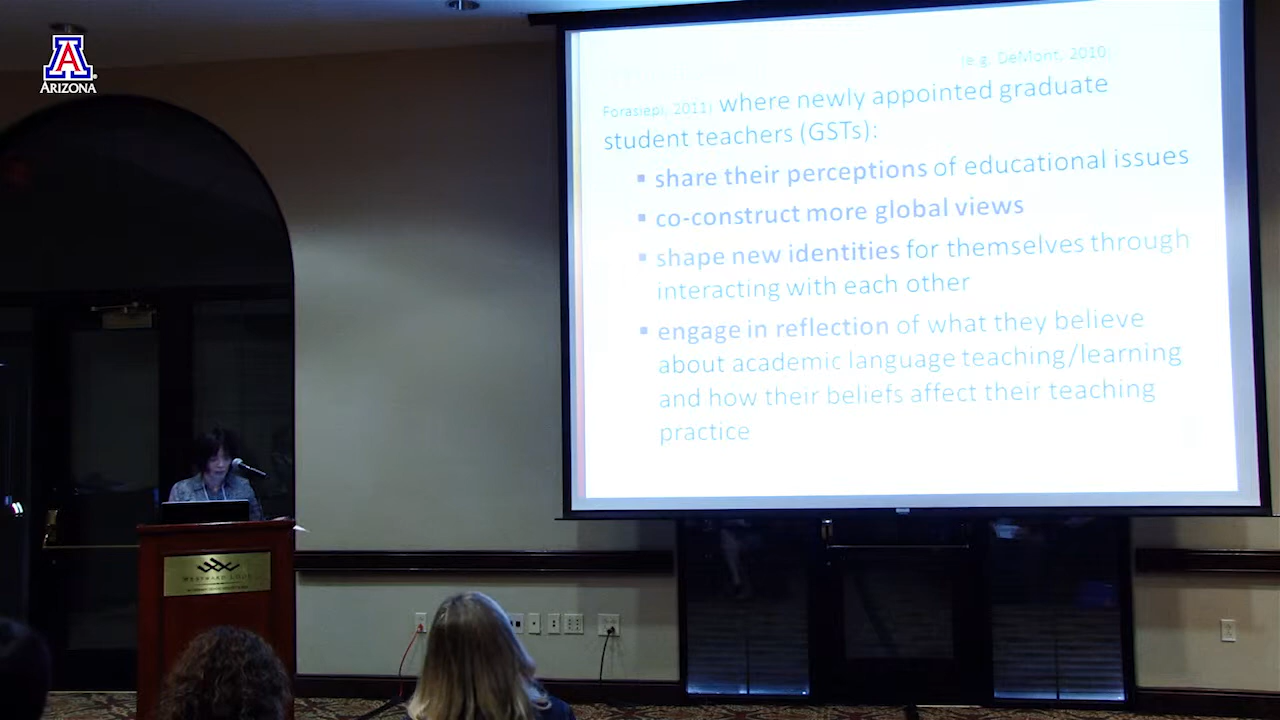 ARIZONA
(e.g. DeMont, 2010;
Forasiepi, 2011) where newly appointed graduate
student teachers (GSTs):
▪ share their perceptions of educational issues
▪ co-construct more global views
▪ shape new identities for themselves through
interacting with each other
▪ engage in reflection of what they believe
about academic language teaching/learning
and how their beliefs affect their teaching
practice
WESTWARD LOOK